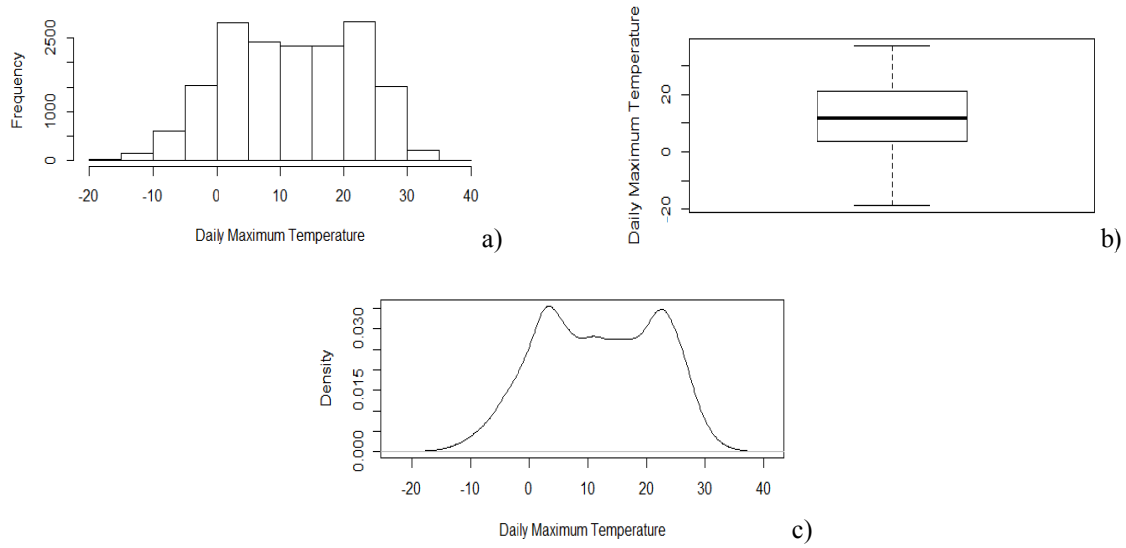 Frequency
2500
1000
0
-20 -10 0 10 20 30 40
Daily Maximum Temperature
a)
Daily Maximum Temperature
20
0
-20
b)
Density
0.030
0.015
0.000
-20 -10 0 10 20 30 40
Daily Maximum Temperature
c)